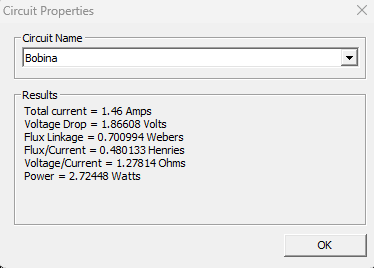 Circuit Properties
Circuit Name
Bobina
Results
Total current = 1.46 Amps
Voltage Drop = 1.86608 Volts
Flux Linkage = 0.700994 Webers
Flux/Current = 0.480133 Henries
Voltage/Current = 1.27814 Ohms
Power = 2.72448 Watts
OK